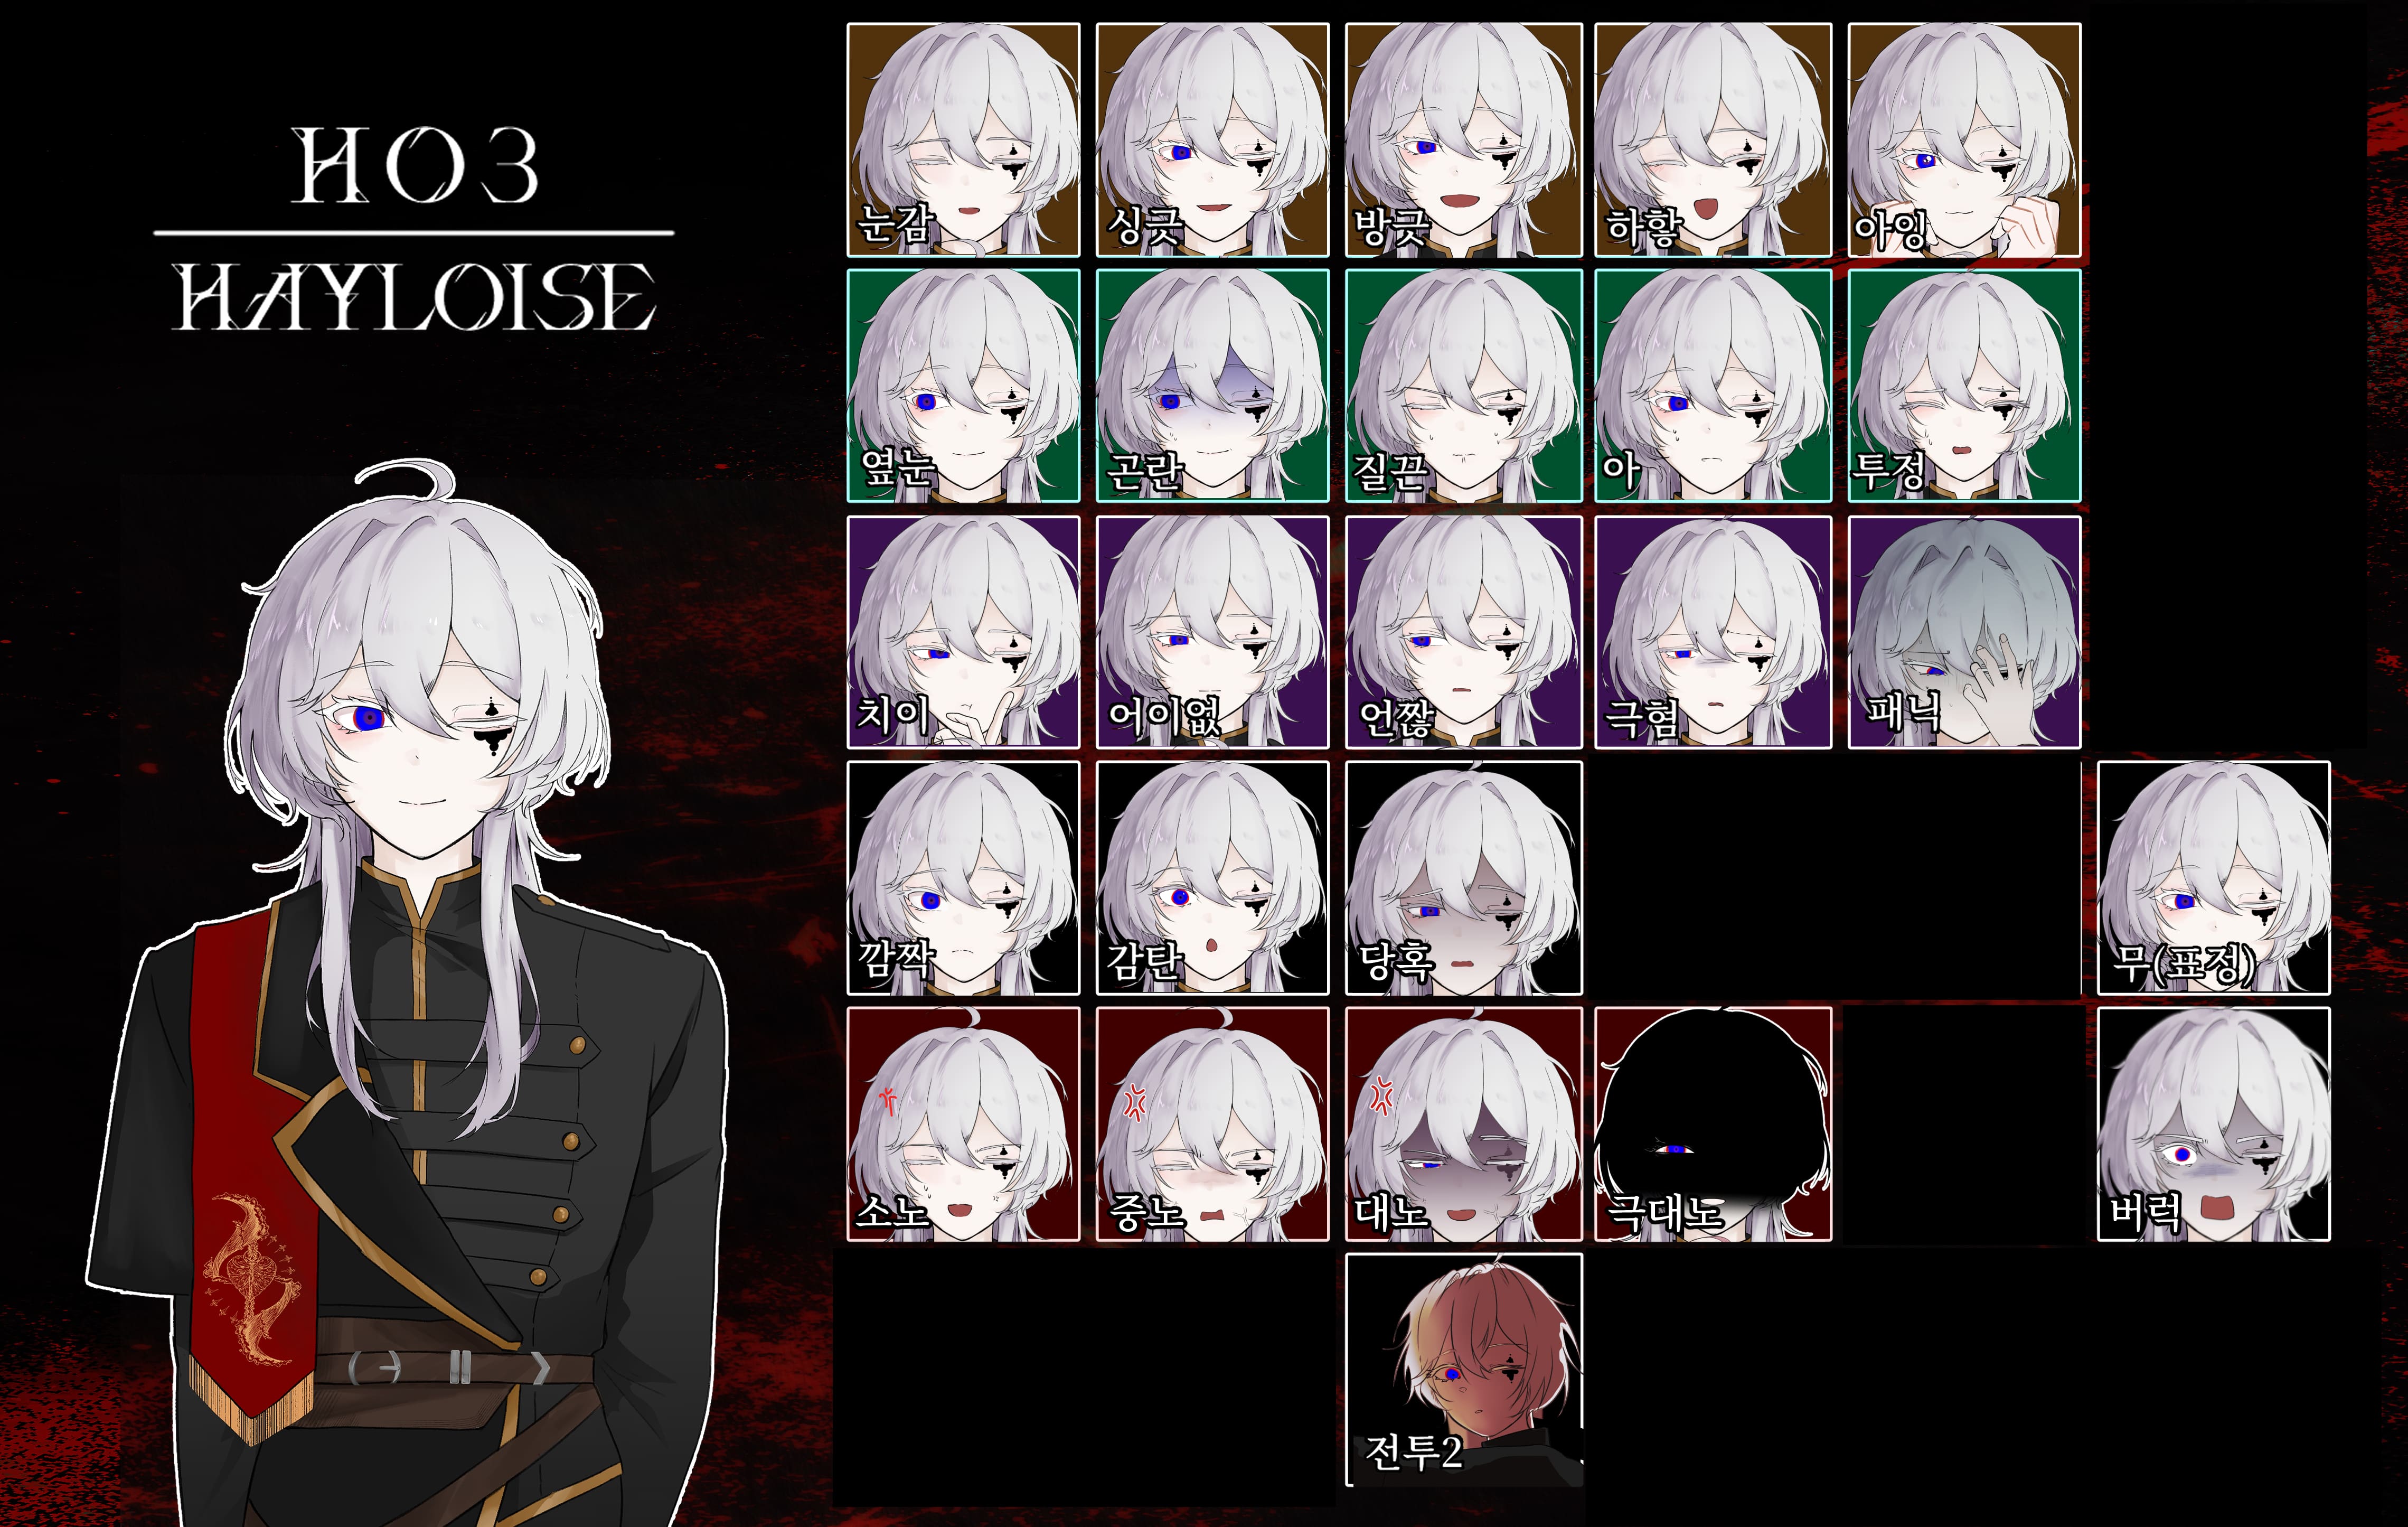 HO3
HAYLOISE
눈감
싱긋
방긋
하핳
아잉
옆눈
곤란
질끈
아
투정
치이
어이없
언짢
극혐
패닉
깜짝
감탄
당혹
무(표정)
소노
중노
대노
극대노
버럭
전투2